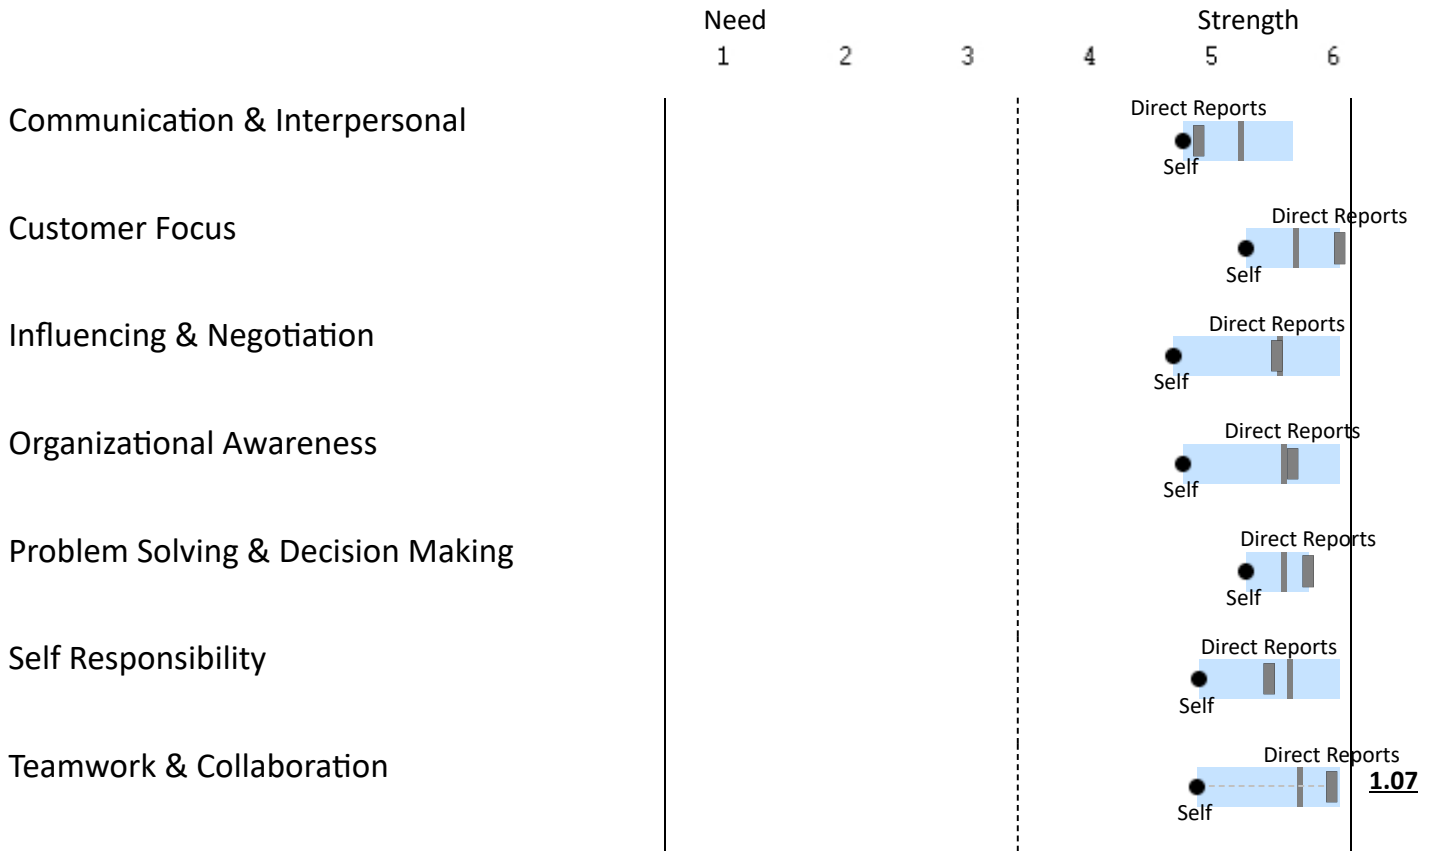 Need Strength
1 2 3 4 5 6
Communication & Interpersonal
Direct Reports
Self
Customer Focus
Direct Reports
Self
Influencing & Negotiation
Direct Reports
Self
Organizational Awareness
Direct Reports
Self
Problem Solving & Decision Making
Direct Reports
Self
Self Responsibility
Direct Reports
Self
Teamwork & Collaboration
Direct Reports
1.07
Self